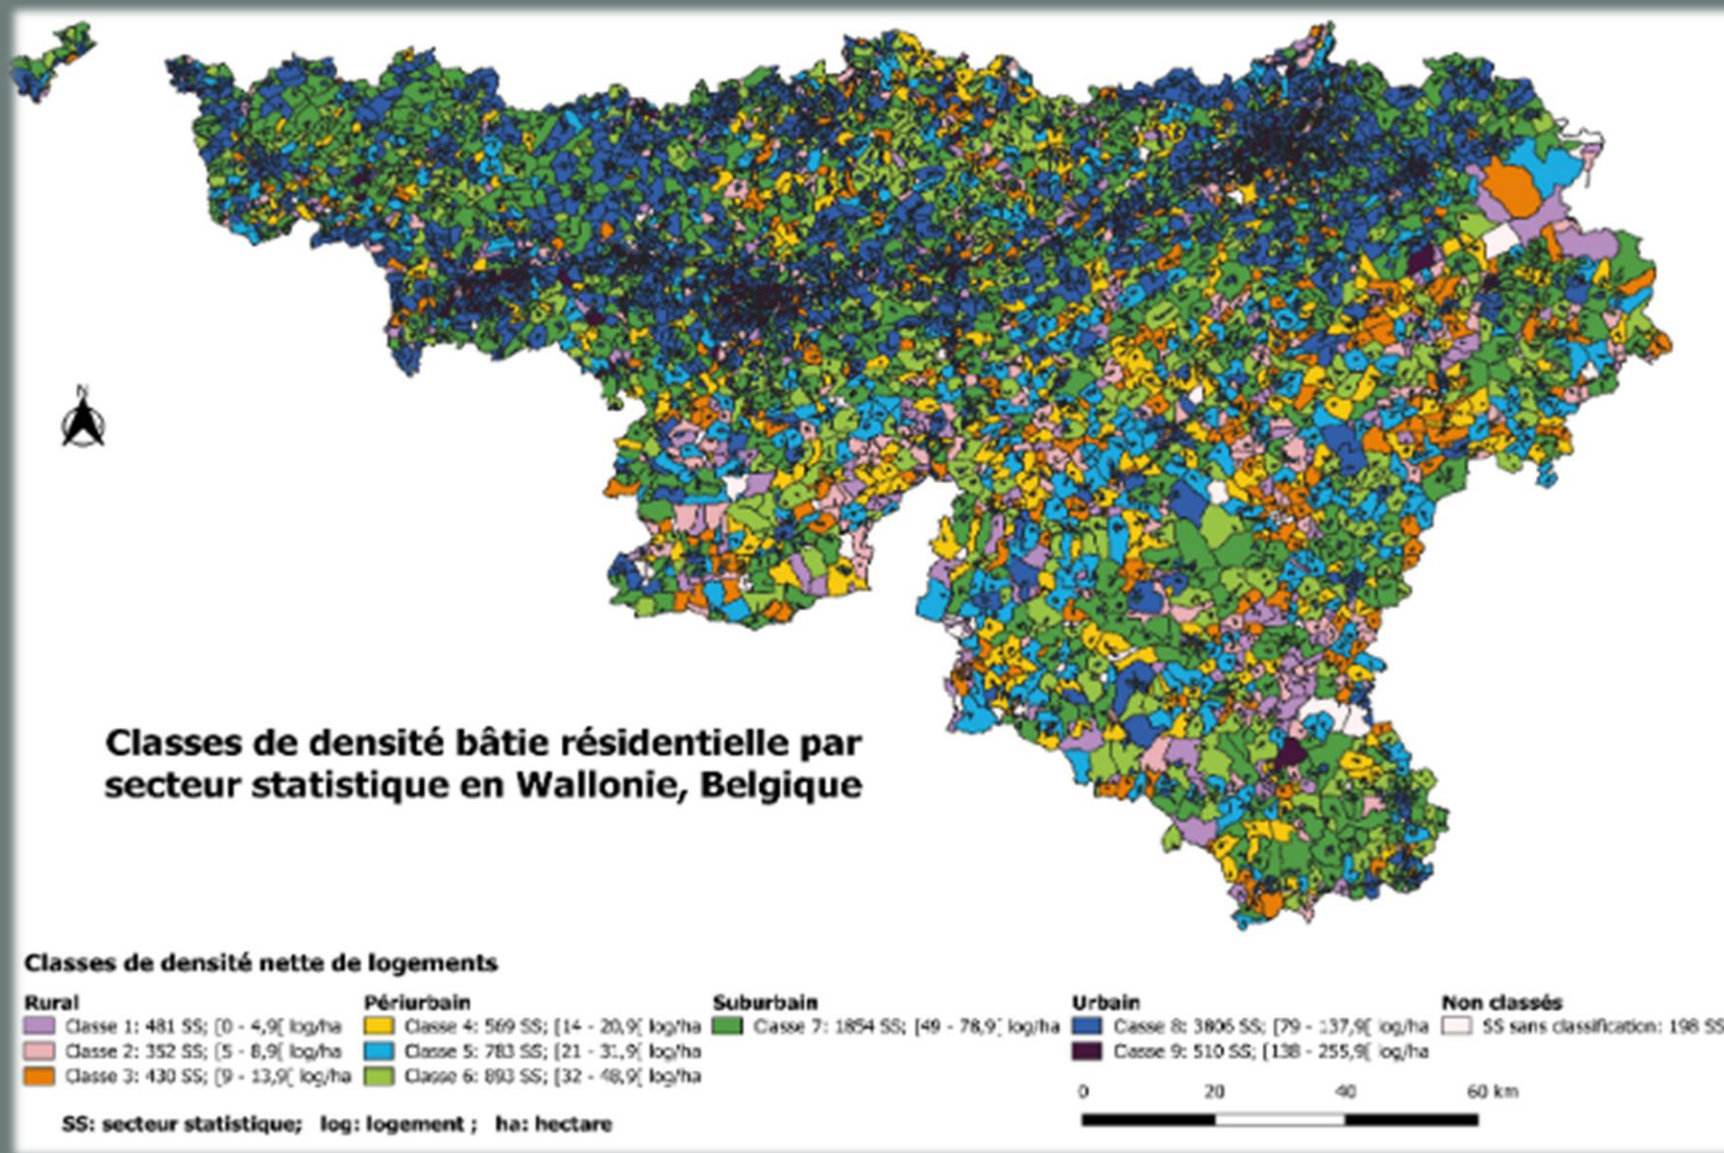 N
Classes de densité bâtie résidentielle par
secteur statistique en Wallonie, Belgique
Classes de densité nette de logements
Rural
Classe 1: 481 SS; [0 - 4,9[ log/ha
Classe 2: 352 SS; [5 - 8,9[ log/ha
Classe 3: 430 SS; [9 - 13,9[ log/ha
Périurbain
Classe 4: 569 SS; [14 - 20,9[ log/ha
Classe 5: 783 SS; [21 - 31,9[ log/ha
Classe 6: 893 SS; [32 - 48,9[ log/ha
Suburbain
Classe 7: 1854 SS; [49 - 78,9[ log/ha
Urbain
Classe 8: 3806 SS; [79 - 137,9[ log/ha
Classe 9: 510 SS; [138 - 255,9[ log/ha
Non classés
SS sans classification: 198 SS
0 20 40 60 km
SS: secteur statistique; log: logement ; ha: hectare